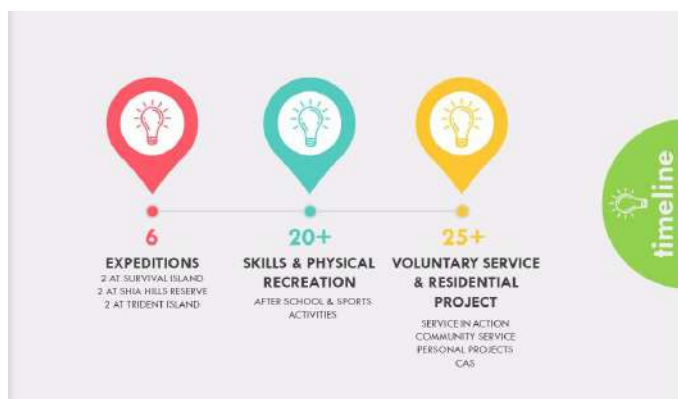 6
EXPEDITIONS
2 AT SURVIVAL ISLAND
2 AT SHIA HILLS RESERVE
2 AT TRIDENT ISLAND
20+
SKILLS & PHYSICAL
RECREATION
AFTER SCHOOL & SPORTS
ACTIVITIES
25+
VOLUNTARY SERVICE
& RESIDENTIAL
PROJECT
SERVICE IN ACTION
COMMUNITY SERVICE
PERSONAL PROJECTS
CAS
timeline